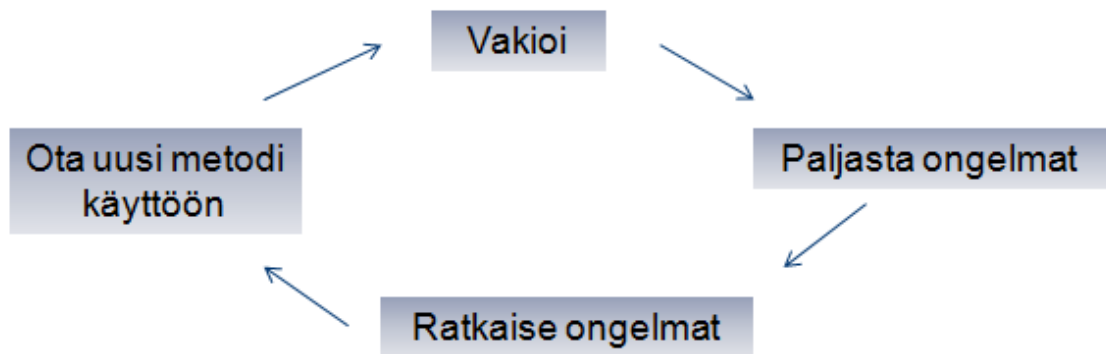 Vakioi
Paljasta ongelmat
Ratkaise ongelmat
Ota uusi metodi
käyttöön